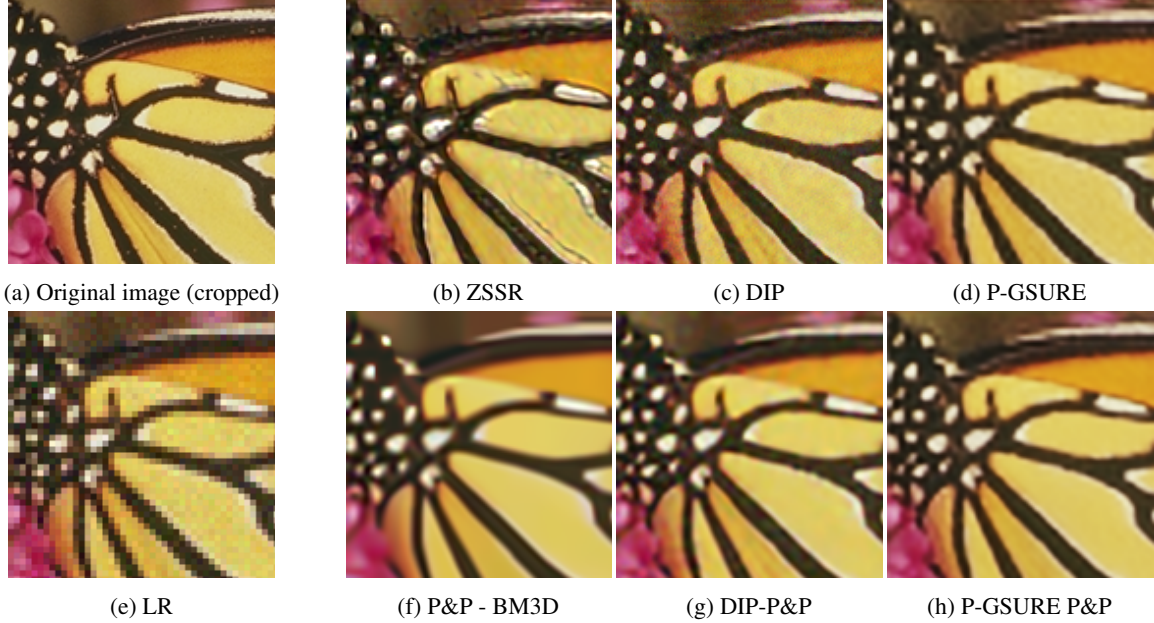 (a) Original image (cropped)
(b) ZSSR
(c) DIP
(d) P-GSURE
(e) LR
(f) P&P - BM3D
(g) DIP-P&P
(h) P-GSURE P&P